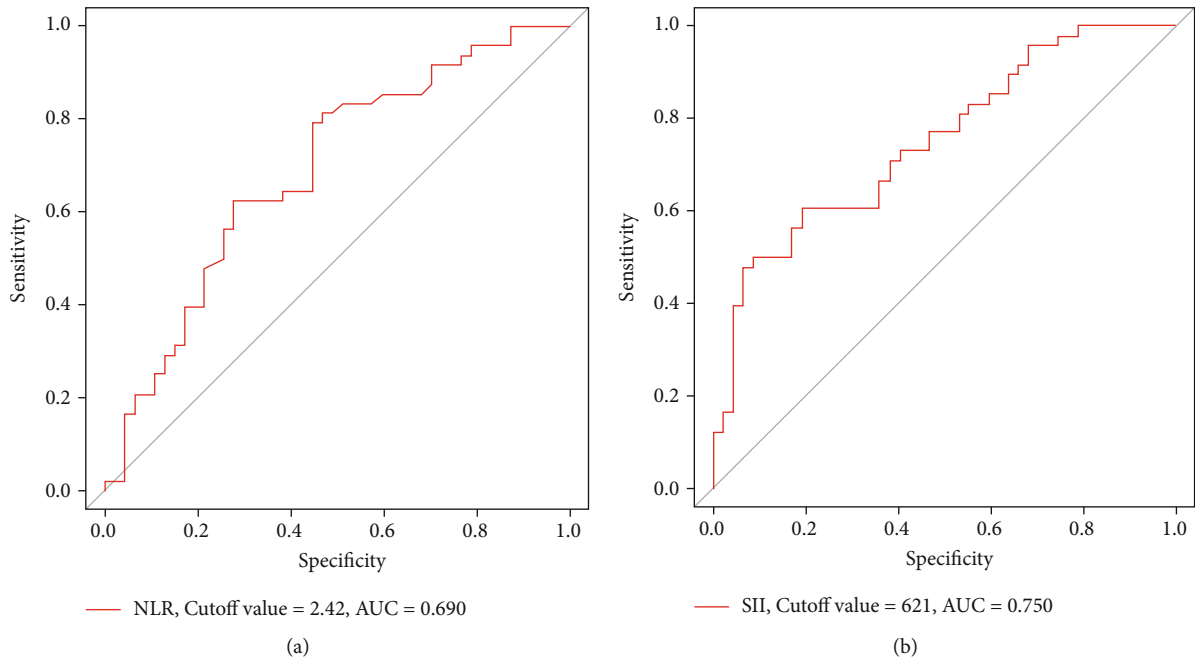 1.0
0.8
0.6
0.4
0.2
0.0
Sensitivity
0.0 0.2 0.4 0.6 0.8 1.0
Specificity
NLR, Cutoff value = 2.42, AUC = 0.690
(a)
1.0
0.8
0.6
0.4
0.2
0.0
Sensitivity
0.0 0.2 0.4 0.6 0.8 1.0
Specificity
SII, Cutoff value = 621, AUC = 0.750
(b)